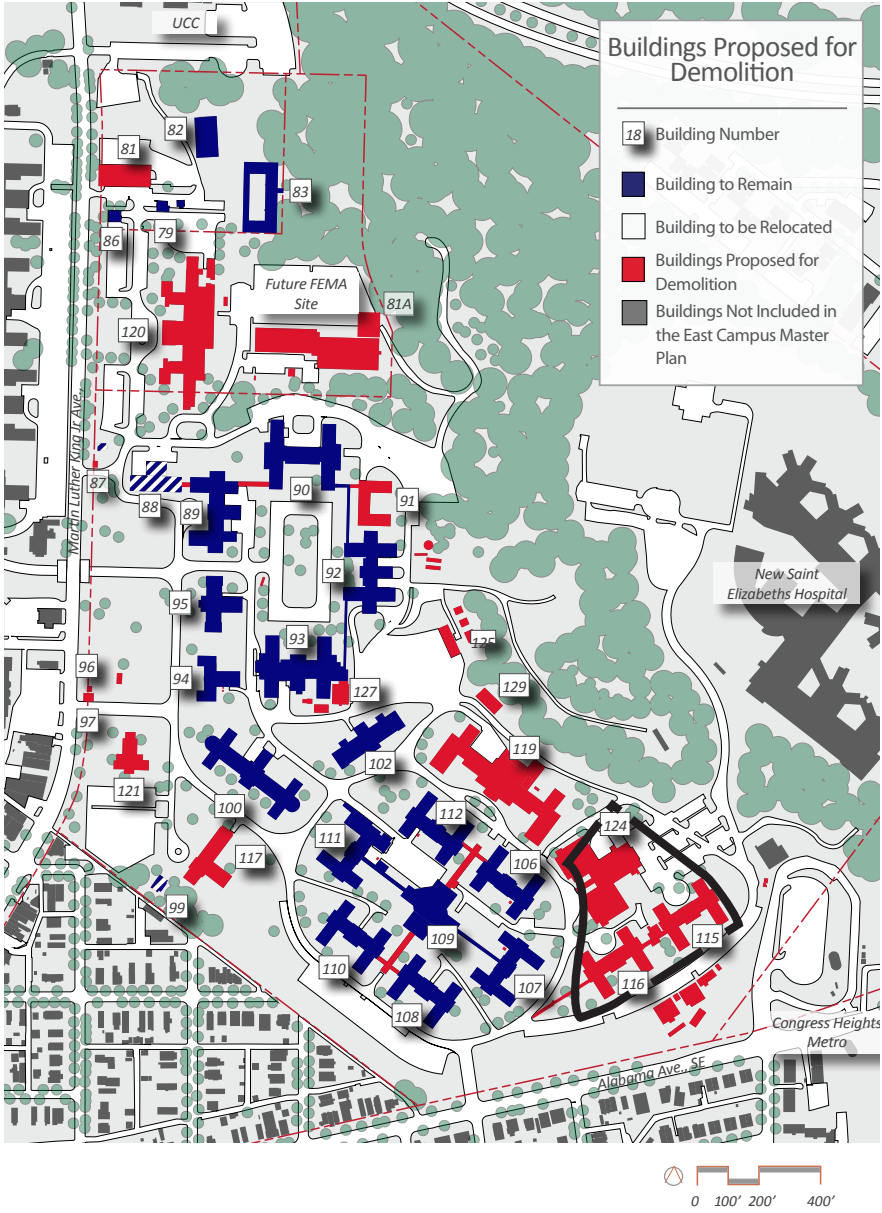 UCC
Buildings Proposed for
Demolition
18 Building Number
Building to Remain
Building to be Relocated
Buildings Proposed for
Demolition
Buildings Not Included in
the East Campus Master
Plan
82
81
83
86
79
Future FEMA
Site
81A
120
Martin Luther King Jr Ave.,
87
88
89
90
91
92
New Saint
Elizabeths Hospital
95
93
125
96
94
127
129
97
119
102
121
100
112
124
111
117
106
99
109
115
110
116
107
108
Congress Heights
Metro
Alabama Ave., SE
0 100' 200' 400'